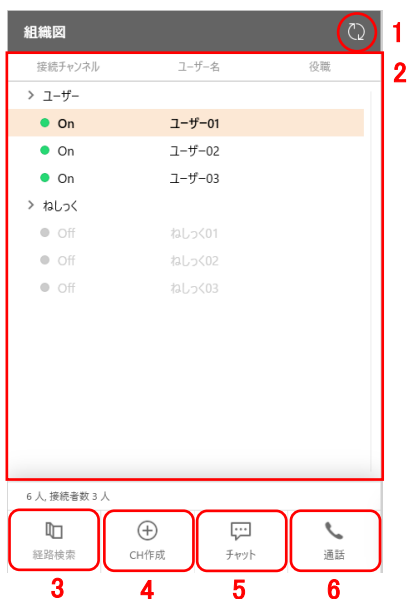 組織図
1
2
接続チャンネル ユーザー名 役職
> ユーザー
On ユーザー01
On ユーザー02
On ユーザー03
> ねしっく
Off ねしっく01
Off ねしっく02
Off ねしっく03
6 人, 接続者数 3 人
経路検索 CH作成 チャット 通話
3 4 5 6